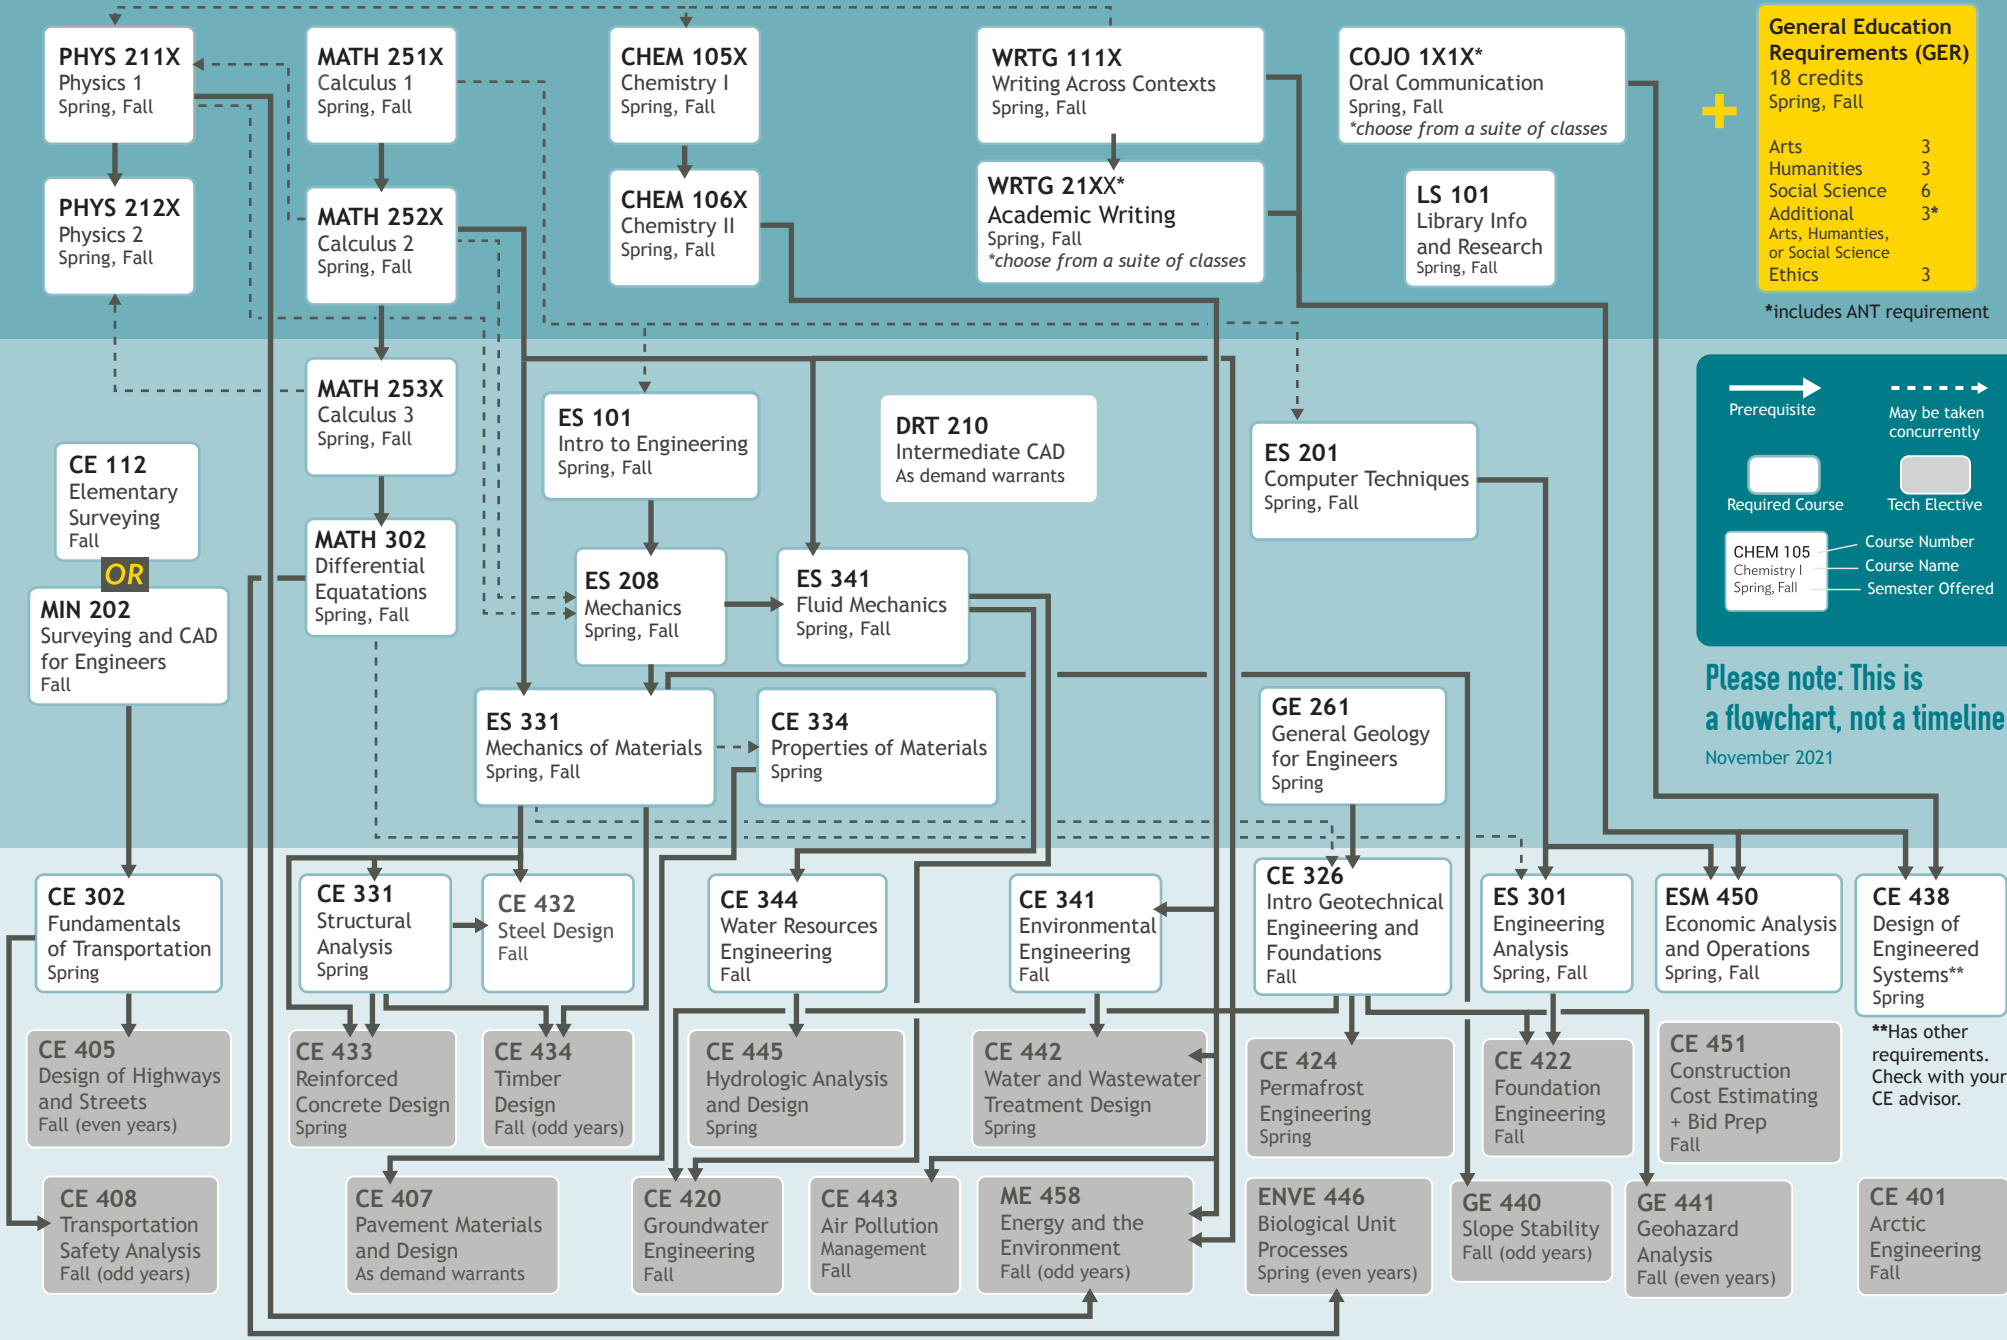 PHYS 211X
Physics 1
Spring, Fall
MATH 251X
Calculus 1
Spring, Fall
CHEM 105X
Chemistry I
Spring, Fall
WRTG 111X
Writing Across Contexts
Spring, Fall
COJO 1X1X*
Oral Communication
Spring, Fall
*choose from a suite of classes
+
General Education
Requirements (GER)
18 credits
Spring, Fall
Arts 3
Humanities 3
Social Science 6
Additional 3*
Arts, Humanties,
or Social Science
Ethics 3
*includes ANT requirement
PHYS 212X
Physics 2
Spring, Fall
MATH 252X
Calculus 2
Spring, Fall
CHEM 106X
Chemistry II
Spring, Fall
WRTG 21XX*
Academic Writing
Spring, Fall
*choose from a suite of classes
LS 101
Library Info
and Research
Spring, Fall
MATH 253X
Calculus 3
Spring, Fall
ES 101
Intro to Engineering
Spring, Fall
DRT 210
Intermediate CAD
As demand warrants
ES 201
Computer Techniques
Spring, Fall
Prerequisite
May be taken
concurrently
Required Course
Tech Elective
CHEM 105
Chemistry I
Spring, Fall
Course Number
Course Name
Semester Offered
CE 112
Elementary
Surveying
Fall
OR
MIN 202
Surveying and CAD
for Engineers
Fall
MATH 302
Differential
Equatations
Spring, Fall
ES 208
Mechanics
Spring, Fall
ES 341
Fluid Mechanics
Spring, Fall
Please note: This is
a flowchart, not a timeline
November 2021
ES 331
Mechanics of Materials
Spring, Fall
CE 334
Properties of Materials
Spring
GE 261
General Geology
for Engineers
Spring
CE 302
Fundamentals
of Transportation
Spring
CE 331
Structural
Analysis
Spring
CE 432
Steel Design
Fall
CE 344
Water Resources
Engineering
Fall
CE 341
Environmental
Engineering
Fall
CE 326
Intro Geotechnical
Engineering and
Foundations
Fall
ES 301
Engineering
Analysis
Spring, Fall
ESM 450
Economic Analysis
and Operations
Spring, Fall
CE 438
Design of
Engineered
Systems**
Spring
**Has other
requirements.
Check with your
CE advisor.
CE 405
Design of Highways
and Streets
Fall (even years)
CE 433
Reinforced
Concrete Design
Spring
CE 434
Timber
Design
Fall (odd years)
CE 445
Hydrologic Analysis
and Design
Spring
CE 442
Water and Wastewater
Treatment Design
Spring
CE 424
Permafrost
Engineering
Spring
CE 422
Foundation
Engineering
Fall
CE 451
Construction
Cost Estimating
+ Bid Prep
Fall
CE 408
Transportation
Safety Analysis
Fall (odd years)
CE 407
Pavement Materials
and Design
As demand warrants
CE 420
Groundwater
Engineering
Fall
CE 443
Air Pollution
Management
Fall
ME 458
Energy and the
Environment
Fall (odd years)
ENVE 446
Biological Unit
Processes
Spring (even years)
GE 440
Slope Stability
Fall (odd years)
GE 441
Geohazard
Analysis
Fall (even years)
CE 401
Arctic
Engineering
Fall